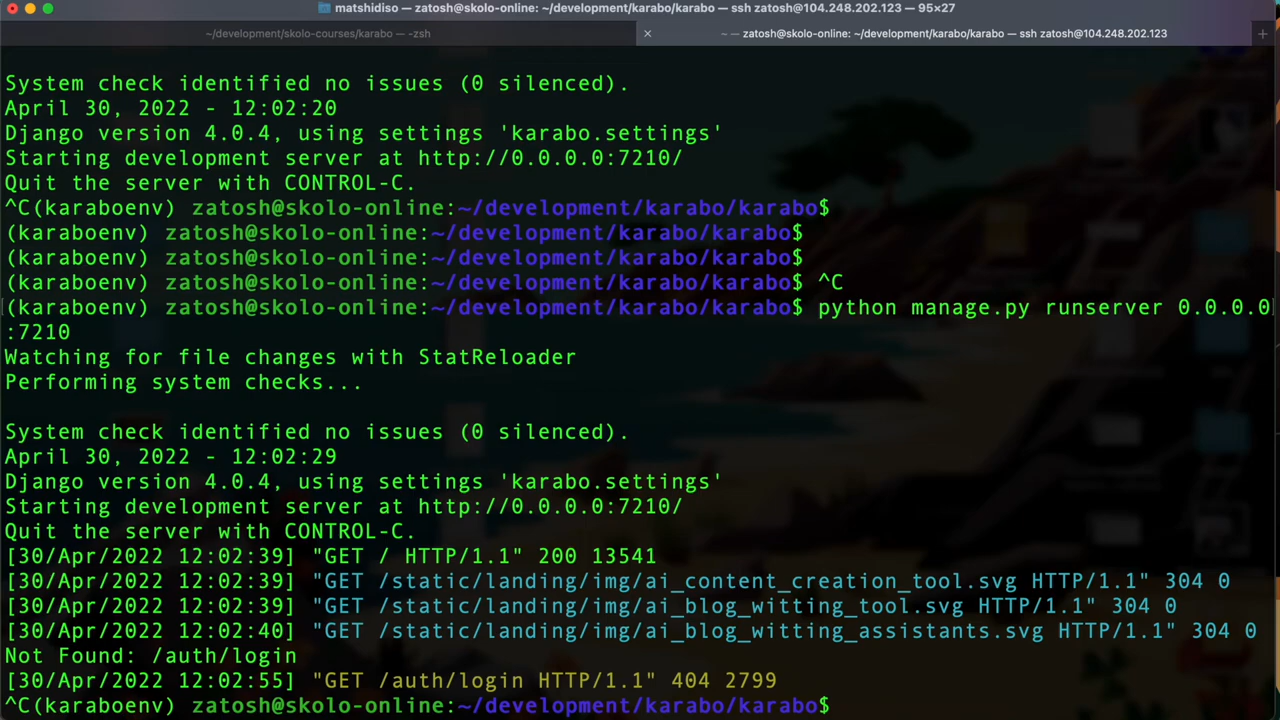 matshidiso — zatosh@skolo-online: ~/development/karabo/karabo — ssh zatosh@104.248.202.123 — 95×27
~/development/skolo-courses/karabo — -zsh
~ — zatosh@skolo-online: ~/development/karabo/karabo — ssh zatosh@104.248.202.123
System check identified no issues (0 silenced).
April 30, 2022 - 12:02:20
Django version 4.0.4, using settings 'karabo.settings'
Starting development server at http://0.0.0.0:7210/
Quit the server with CONTROL-C.
^C(karaboenv) zatosh@skolo-online:~/development/karabo/karabo$
(karaboenv) zatosh@skolo-online:~/development/karabo/karabo$
(karaboenv) zatosh@skolo-online:~/development/karabo/karabo$
(karaboenv) zatosh@skolo-online:~/development/karabo/karabo$ ^C
(karaboenv) zatosh@skolo-online:~/development/karabo/karabo$ python manage.py runserver 0.0.0.0
:7210
Watching for file changes with StatReloader
Performing system checks...
System check identified no issues (0 silenced).
April 30, 2022 - 12:02:29
Django version 4.0.4, using settings 'karabo.settings'
Starting development server at http://0.0.0.0:7210/
Quit the server with CONTROL-C.
[30/Apr/2022 12:02:39] "GET / HTTP/1.1" 200 13541
[30/Apr/2022 12:02:39] "GET /static/landing/img/ai_content_creation_tool.svg HTTP/1.1" 304 0
[30/Apr/2022 12:02:39] "GET /static/landing/img/ai_blog_witting_tool.svg HTTP/1.1" 304 0
[30/Apr/2022 12:02:40] "GET /static/landing/img/ai_blog_witting_assistants.svg HTTP/1.1" 304 0
Not Found: /auth/login
[30/Apr/2022 12:02:55] "GET /auth/login HTTP/1.1" 404 2799
^C(karaboenv) zatosh@skolo-online:~/development/karabo/karabo$